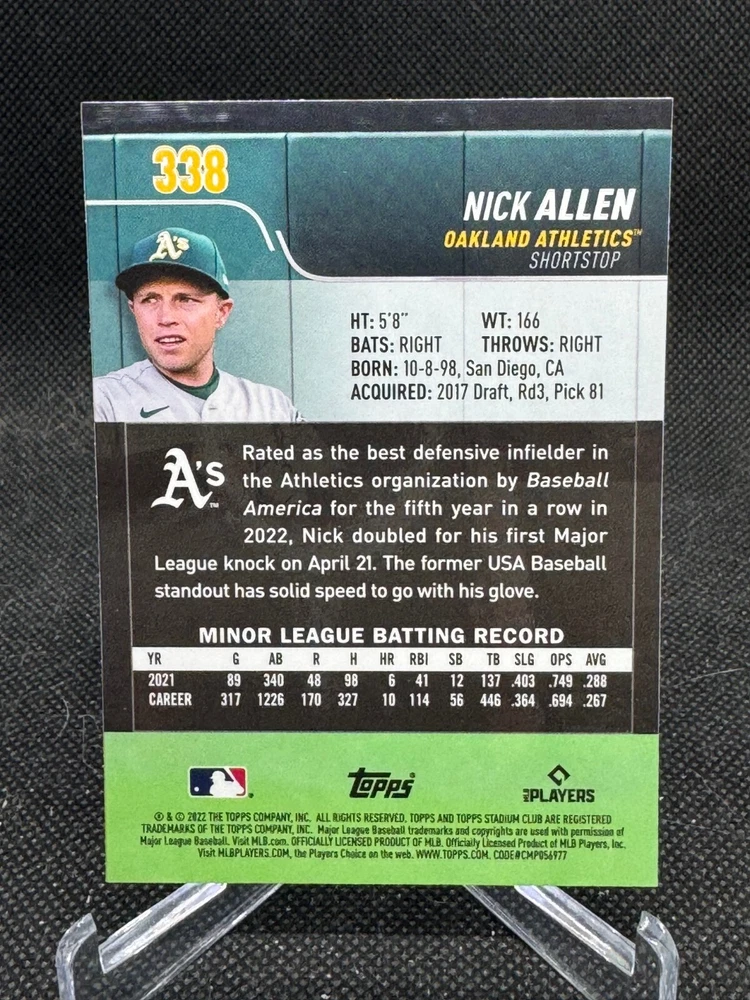 338
NICK ALLEN
OAKLAND ATHLETICS™
SHORTSTOP
A's
HT: 5'8" WT: 166
BATS: RIGHT THROWS: RIGHT
BORN: 10-8-98, San Diego, CA
ACQUIRED: 2017 Draft, Rd3, Pick 81
A's™
Rated as the best defensive infielder in
the Athletics organization by Baseball
America for the fifth year in a row in
2022, Nick doubled for his first Major
League knock on April 21. The former USA Baseball
standout has solid speed to go with his glove.
MINOR LEAGUE BATTING RECORD
YR G AB R H HR RBI SB TB SLG OPS AVG
2021 89 340 48 98 6 41 12 137 .403 .749 .288
CAREER 317 1226 170 327 10 114 56 446 .364 .694 .267
topps®
MLB PLAYERS
® & © 2022 THE TOPPS COMPANY, INC. ALL RIGHTS RESERVED. TOPPS AND TOPPS STADIUM CLUB ARE REGISTERED
TRADEMARKS OF THE TOPPS COMPANY, INC. Major League Baseball trademarks and copyrights are used with permission of
Major League Baseball. Visit MLB.com. OFFICIALLY LICENSED PRODUCT OF MLB. Officially Licensed Product of MLB Players, Inc.
Visit MLBPLAYERS.COM, the Players Choice on the web. WWW.TOPPS.COM. CODE#CMP056977